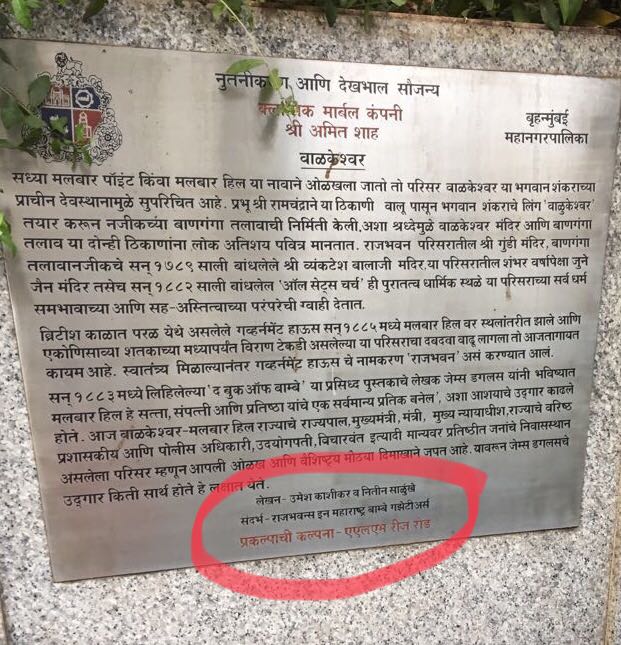 नुतनीकरण आणि देखभाल सौजन्य
क्लासिक मार्बल कंपनी
श्री अमित शाह
बृहन्मुंबई
महानगरपालिका
वाळकेश्वर
सध्या मलबार पॉइंट किंवा मलबार हिल या नावाने ओळखला जातो तो परिसर वाळकेश्वर या भगवान शंकराच्या
प्राचीन देवस्थानामुळे सुपरिचित आहे. प्रभू श्री रामचंद्राने या ठिकाणी वालू पासून भगवान शंकराचे लिंग 'वाळुकेश्वर'
तयार करून नजीकच्या बाणगंगा तलावाची निर्मिती केली.अशा श्रध्देमुळे वाळकेश्वर मंदिर आणि बाणगंगा
तलाव या दोन्ही ठिकाणांना लोक अतिशय पवित्र मानतात. राजभवन परिसरातील श्री गुंडी मंदिर, बाणगंगा
तलावानजीकचे सन् १७८९ साली बांधलेले श्री व्यंकटेश बालाजी मदिर,या परिसरातील शंभर वर्षापेक्षा जुने
जैन मंदिर तसेच सन् १८८२ साली बांधलेले 'ऑल सेंट्स चर्च' ही पुरातत्व धार्मिक स्थळे या परिसराच्या सर्व धर्म
समभावाच्या आणि सह-अस्तित्वाच्या परंपरेची ग्वाही देतात.
ब्रिटीश काळात परळ येथे असलेले गव्हर्नमेंट हाऊस सन् १८८५ मध्ये मलबार हिल वर स्थलांतरीत झाले आणि
एकोणिसाव्या शतकाच्या मध्यापर्यंत विराण टेकडी असलेल्या या परिसराचा दबदबा वाढू लागला तो आजतागायत
कायम आहे. स्वातंत्र्य मिळाल्यानंतर गव्हर्नमेंट हाऊस चे नामकरण 'राजभवन' असं करण्यात आलं.
सन् १८८३ मध्ये लिहिलेल्या 'द बुक ऑफ बाम्बे' या प्रसिध्द पुस्तकाचे लेखक जेम्स डगलस यांनी भविष्यात
मलबार हिल हे सत्ता, संपत्ती आणि प्रतिष्ठा यांचे एक सर्वमान्य प्रतिक बनेल', अशा आशयाचे उद्गार काढले
होते. आज वाळकेश्वर-मलबार हिल राज्याचे राज्यपाल,मुख्यमंत्री, मंत्री, मुख्य न्यायाधीश,राज्याचे वरिष्ठ
प्रशासकीय आणि पोलीस अधिकारी,उदयोगपती,विचारवंत इत्यादी मान्यवर प्रतिष्ठीत जनांचे निवासस्थान
असलेला परिसर म्हणून आपली ओळख आणि वैशिष्ट्य मोठया दिमाखाने जपत आहे. यावरून जेम्स डगलसचे
उद्गार किती सार्थ होते हे लक्षात येते.
लेखन- उमेश काशीकर व नितीन साळुंखे
संदर्भ- राजभवन्स इन महाराष्ट्र बाम्बे गझेटीअर्स
प्रकल्पाची कल्पना- एएलएम रीज राोड